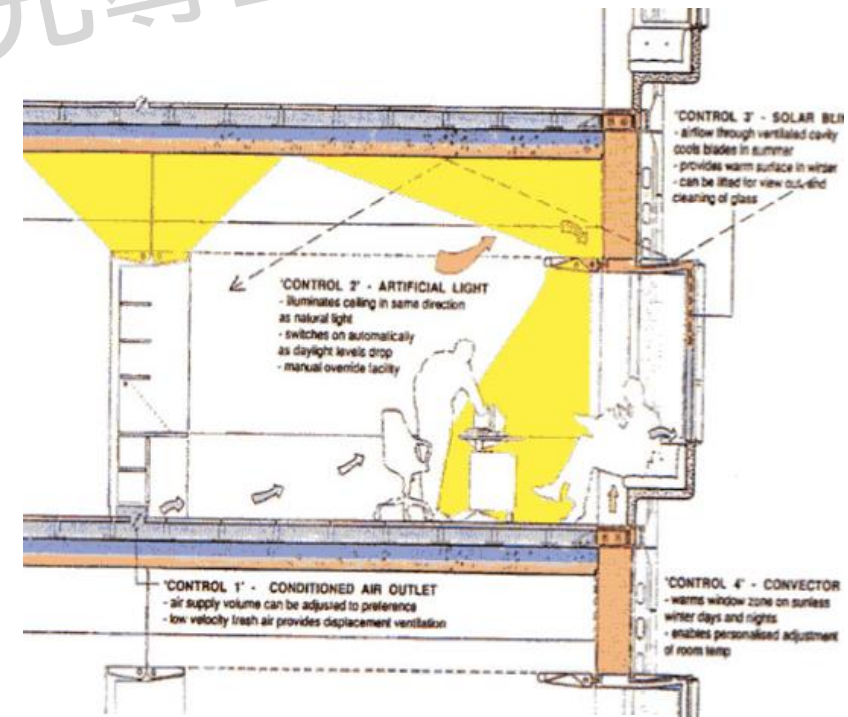 'CONTROL 3' - SOLAR BLI
- airflow through ventilated cavity
cools blades in summer
- provides warm surface in winter
- can be lifted for view out, and
cleaning of glass
'CONTROL 2' - ARTIFICIAL LIGHT
- illuminates ceiling in same direction
as natural light
- switches on automatically
as daylight levels drop
- manual override facility
'CONTROL 1' - CONDITIONED AIR OUTLET
- air supply volume can be adjusted to preference
- low velocity fresh air provides displacement ventilation
'CONTROL 4' - CONVECTOR
- warms window zone on sunless
winter days and nights
- enables personalised adjustment
of room temp